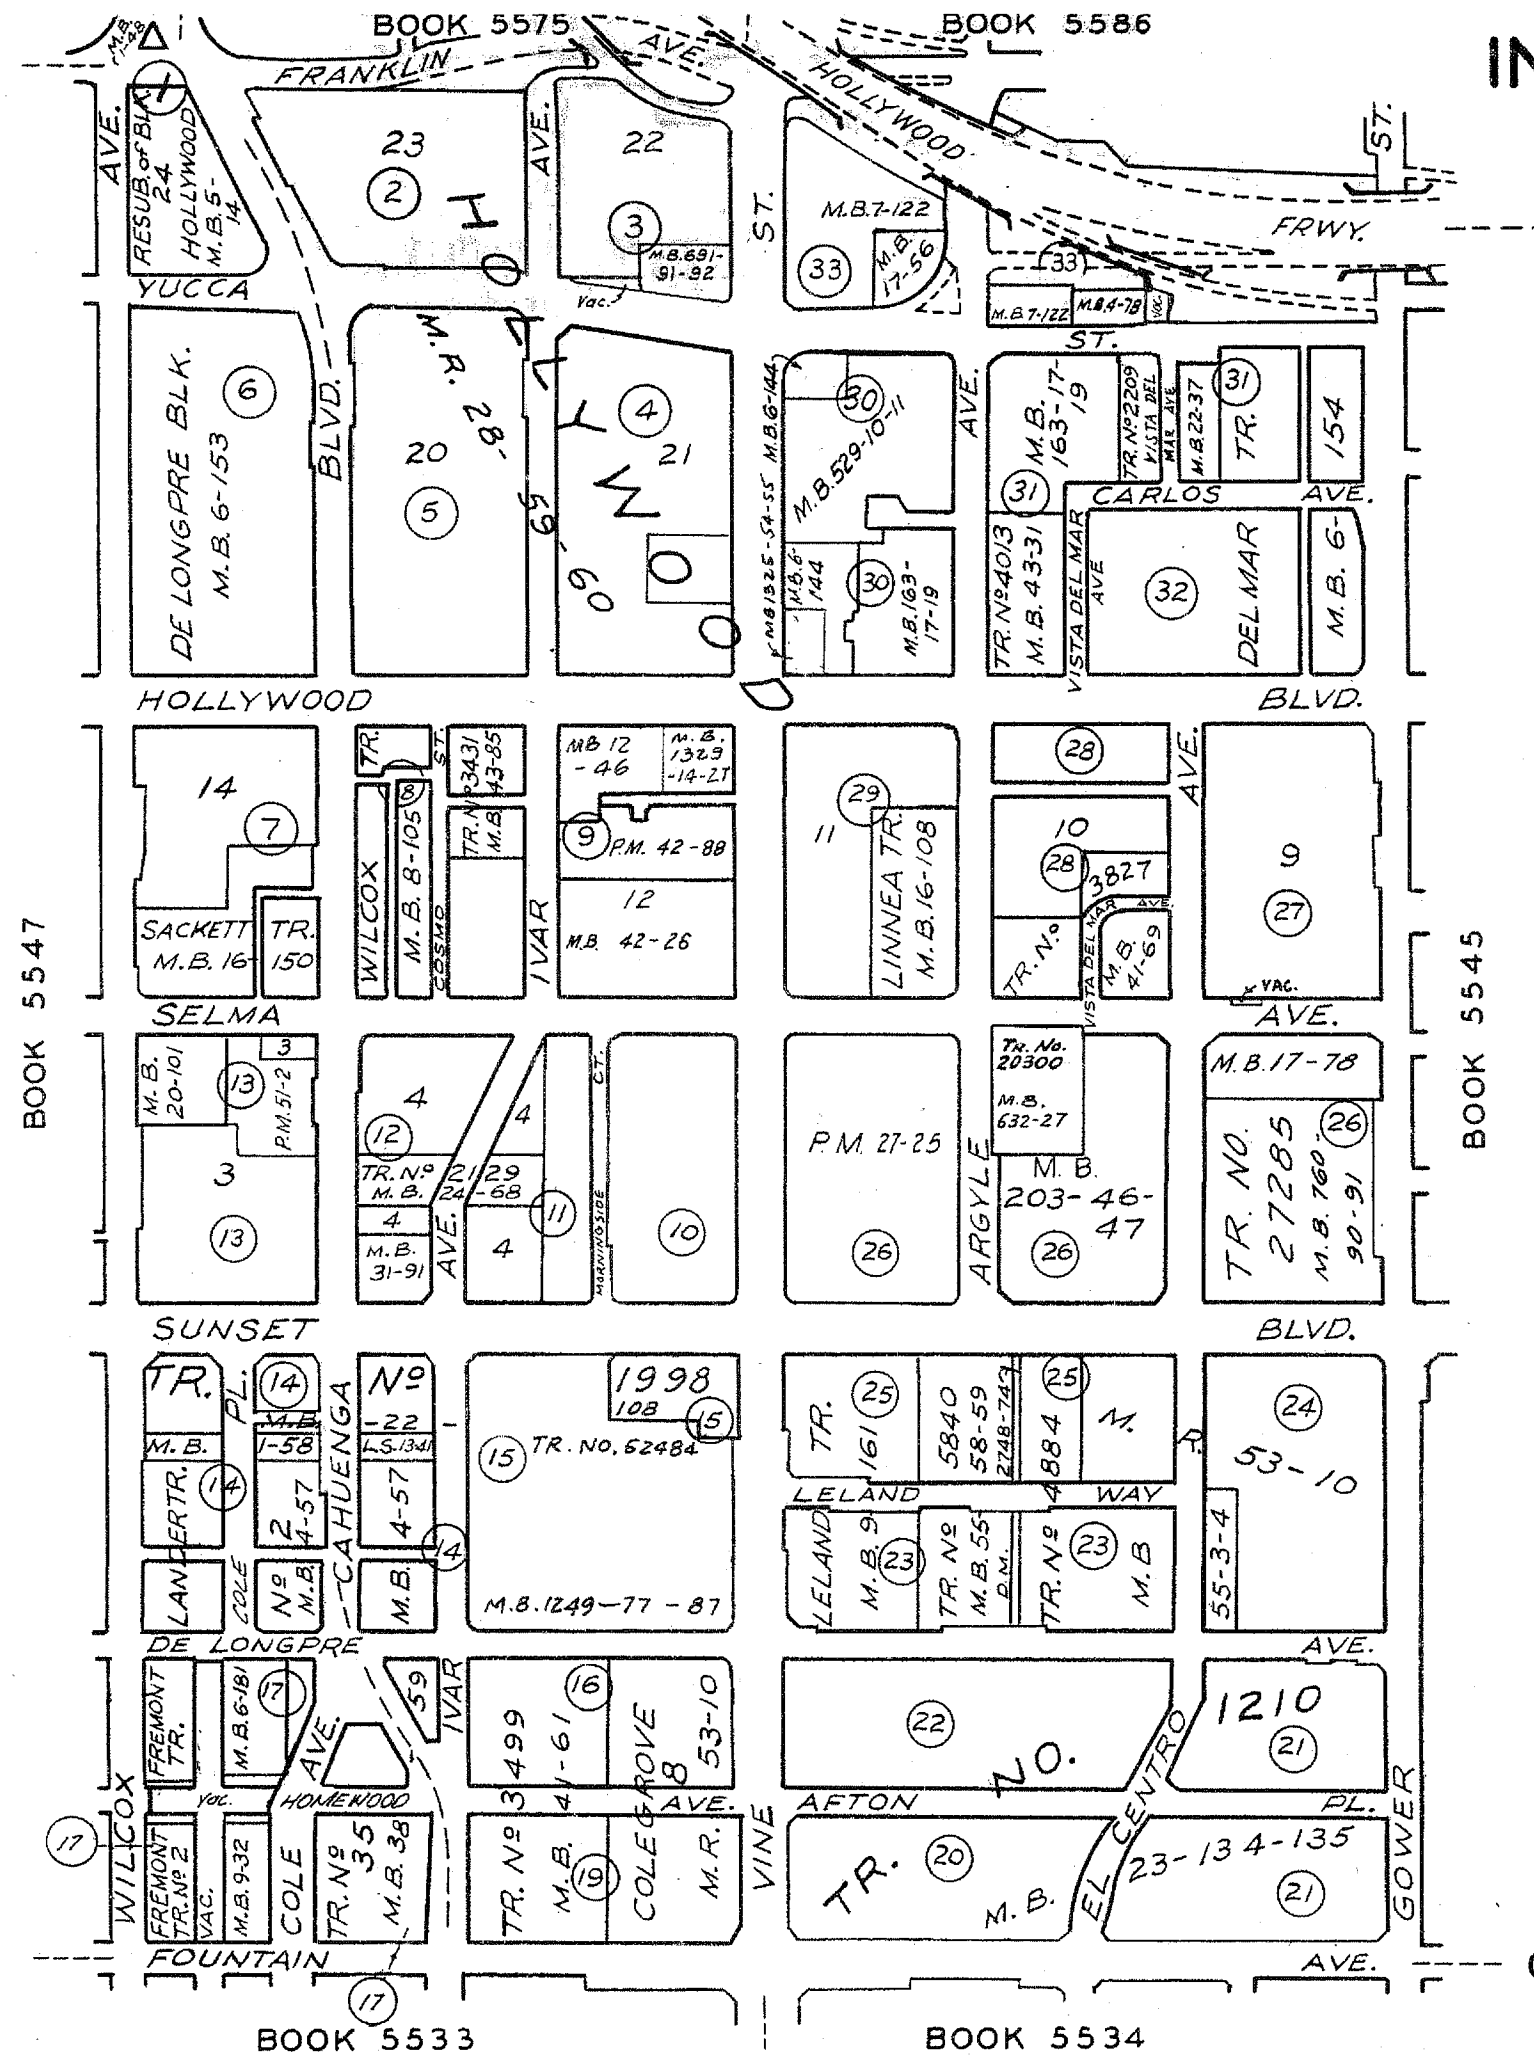 BOOK 5575
BOOK 5586
IN
M.B.
1-48
FRANKLIN
AVE.
HOLLYWOOD
FRWY.
ST.
AVE.
RESUB. of BLK.
24
HOLLYWOOD
M.B. 5-
14
1
23
2
AVE.
22
3
M.B. 691-
91-92
Vac.
ST.
M.B. 7-122
33
M.B.
17-56
33
M.B. 7-122
M.B. 4-78
VAC.
YUCCA
ST.
HOLLYWOOD
M.R. 28-59-60
DE LONGPRE BLK.
M.B. 6-153
6
BLVD.
20
5
4
21
MB 1325-54-55
M.B. 6-144
30
M.B. 529-10-11
M.B. 6-
144
30
M.B. 163-
17-19
AVE.
M.B.
163-17-
19
31
TR. Nº 2209
VISTA DEL
MAR AVE
M.B. 22-37
31
TR.
154
CARLOS
AVE.
TR. Nº 4013
M.B. 43-31
VISTA DEL MAR
AVE
32
DEL MAR
M.B. 6-
HOLLYWOOD
BLVD.
14
7
SACKETT
TR.
M.B. 16-
150
TR.
8
WILCOX
M.B. 8-105
ST.
COSMO
TR. Nº 3431
M.B. 43-85
IVAR
MB 12
-46
M.B.
1329
-14-21
9
P.M. 42-88
12
M.B. 42-26
29
11
LINNEA TR.
M.B. 16-108
28
10
28
3827
TR. Nº
VISTA DEL MAR
AVE.
M.B.
41-69
AVE.
9
27
VAC.
BOOK 5547
BOOK 5545
SELMA
AVE.
M.B.
20-101
13
3
P.M. 51-2
3
13
4
12
4
TR. Nº 2129
M.B. 24-68
4
M.B.
31-91
AVE.
4
11
CT.
MORNINGSIDE
10
P.M. 27-25
26
ARGYLE
TR. No.
20300
M.B.
632-27
M.B.
203-46-
47
26
M.B. 17-78
TR. NO.
27285
M.B. 760-
90-91
26
SUNSET
BLVD.
TR.
PL.
14
M.B.
M.B.
1-58
LANDER TR.
14
2
4-57
COLE
Nº
M.B.
CAHUENGA
Nº
-22
L.S. 13-41
4-57
14
M.B.
1998
108
15
15
TR. NO. 62484
M.B. 1249-77-87
TR.
25
161
5840
58-59
2748-743
25
4884
M.
R.
24
53-10
LELAND
WAY
LELAND
M.B. 9
23
TR. Nº
M.B. 55
P.M.
TR. Nº
23
M.B
55-3-4
DE LONGPRE
AVE.
FREMONT
TR.
M.B. 6-181
17
AVE.
59
IVAR
TR. Nº 3499
M.B. 41-61
16
COLEGROVE
8
53-10
22
NO.
EL CENTRO
1210
21
WILCOX
Vac.
HOMEWOOD
AVE.
AFTON
PL.
17
FREMONT
TR. Nº 2
VAC.
M.B. 9-32
COLE
TR. Nº
35
M.B. 38
19
M.R.
VINE
TR.
20
M.B.
23-134-135
21
GOWER
FOUNTAIN
AVE.
17
BOOK 5533
BOOK 5534